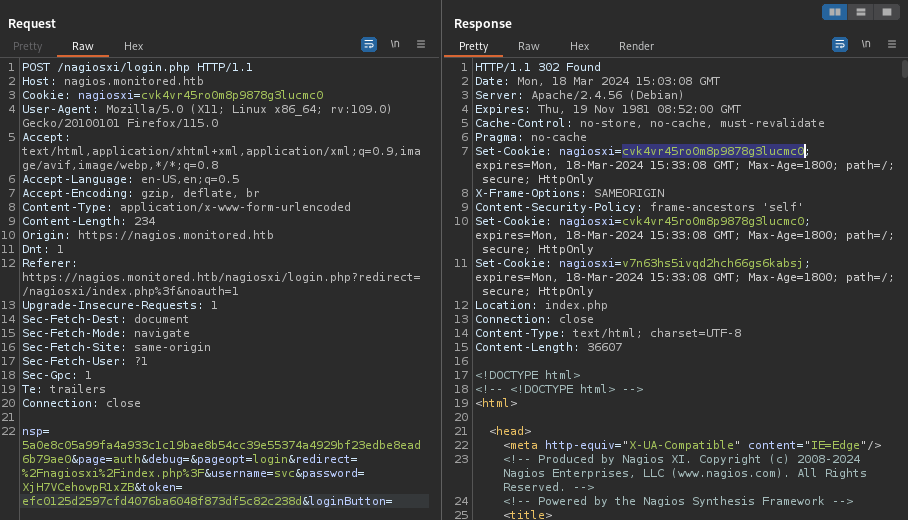 Request
Pretty Raw Hex \n
1 POST /nagiosxi/login.php HTTP/1.1
2 Host: nagios.monitored.htb
3 Cookie: nagiosxi=cvk4vr45ro0m8p9878g3lucmc0
4 User-Agent: Mozilla/5.0 (X11; Linux x86_64; rv:109.0)
Gecko/20100101 Firefox/115.0
5 Accept:
text/html,application/xhtml+xml,application/xml;q=0.9,ima
ge/avif,image/webp,*/*;q=0.8
6 Accept-Language: en-US,en;q=0.5
7 Accept-Encoding: gzip, deflate, br
8 Content-Type: application/x-www-form-urlencoded
9 Content-Length: 234
10 Origin: https://nagios.monitored.htb
11 Dnt: 1
12 Referer:
https://nagios.monitored.htb/nagiosxi/login.php?redirect=
/nagiosxi/index.php%3f&noauth=1
13 Upgrade-Insecure-Requests: 1
14 Sec-Fetch-Dest: document
15 Sec-Fetch-Mode: navigate
16 Sec-Fetch-Site: same-origin
17 Sec-Fetch-User: ?1
18 Sec-Gpc: 1
19 Te: trailers
20 Connection: close
21
22 nsp=
5a0e8c05a99fa4a933c1c19bae8b54cc39e55374a4929bf23edbe8ead
6b79ae0&page=auth&debug=&pageopt=login&redirect=
%2Fnagiosxi%2Findex.php%3F&username=svc&password=
XjH7VCehowpR1xZB&token=
efc0125d2597cfd4076ba6048f873df5c82c238d&loginButton=
Response
Pretty Raw Hex Render \n
1 HTTP/1.1 302 Found
2 Date: Mon, 18 Mar 2024 15:03:08 GMT
3 Server: Apache/2.4.56 (Debian)
4 Expires: Thu, 19 Nov 1981 08:52:00 GMT
5 Cache-Control: no-store, no-cache, must-revalidate
6 Pragma: no-cache
7 Set-Cookie: nagiosxi=cvk4vr45ro0m8p9878g3lucmc0;
expires=Mon, 18-Mar-2024 15:33:08 GMT; Max-Age=1800; path=/;
secure; HttpOnly
8 X-Frame-Options: SAMEORIGIN
9 Content-Security-Policy: frame-ancestors 'self'
10 Set-Cookie: nagiosxi=cvk4vr45ro0m8p9878g3lucmc0;
expires=Mon, 18-Mar-2024 15:33:08 GMT; Max-Age=1800; path=/;
secure; HttpOnly
11 Set-Cookie: nagiosxi=v7n63hs5ivqd2hch66gs6kabsj;
expires=Mon, 18-Mar-2024 15:33:08 GMT; Max-Age=1800; path=/;
secure; HttpOnly
12 Location: index.php
13 Connection: close
14 Content-Type: text/html; charset=UTF-8
15 Content-Length: 36607
16
17 <!DOCTYPE html>
18 <!-- <!DOCTYPE html> -->
19 <html>
20
21 <head>
22 <meta http-equiv="X-UA-Compatible" content="IE=Edge"/>
23 <!-- Produced by Nagios XI. Copyright (c) 2008-2024
Nagios Enterprises, LLC (www.nagios.com). All Rights
Reserved. -->
24 <!-- Powered by the Nagios Synthesis Framework -->
25 <title>